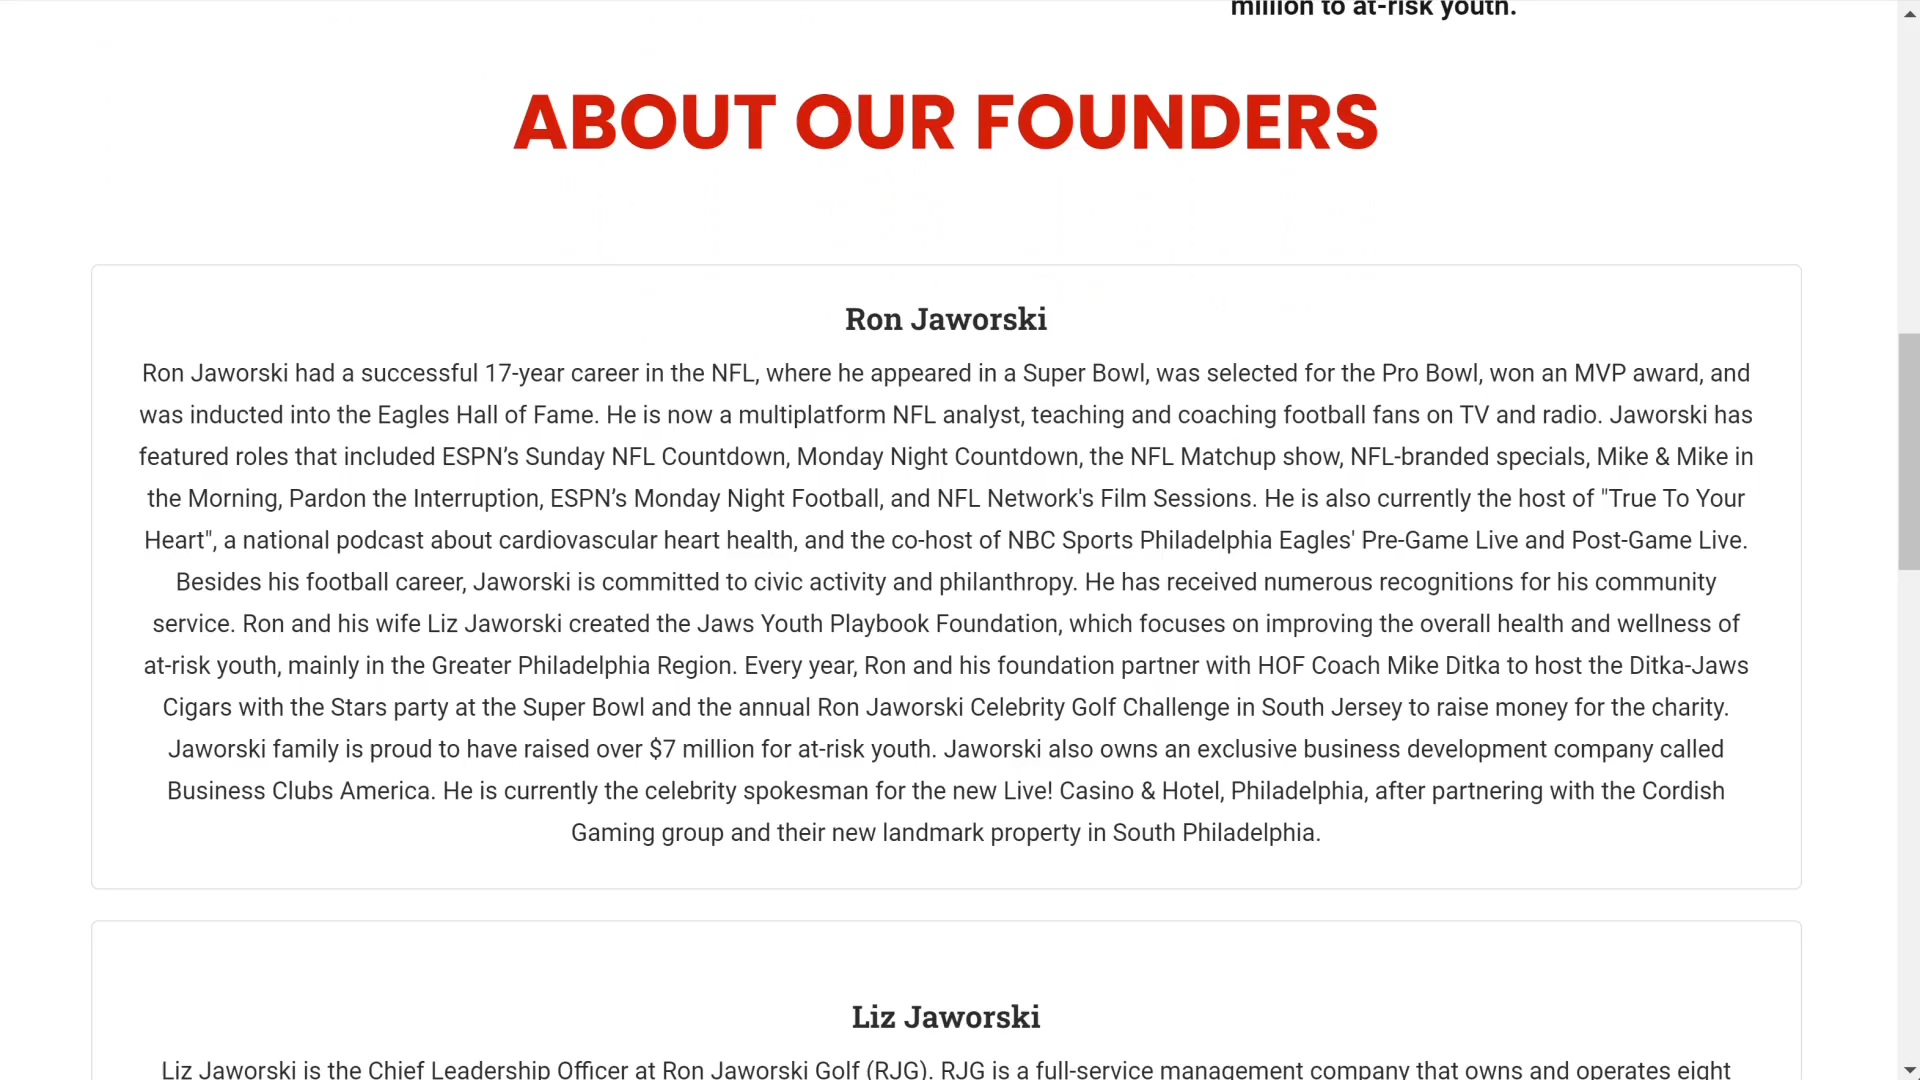 million to at-risk youth.
ABOUT OUR FOUNDERS
Ron Jaworski
Ron Jaworski had a successful 17-year career in the NFL, where he appeared in a Super Bowl, was selected for the Pro Bowl, won an MVP award, and
was inducted into the Eagles Hall of Fame. He is now a multiplatform NFL analyst, teaching and coaching football fans on TV and radio. Jaworski has
featured roles that included ESPN’s Sunday NFL Countdown, Monday Night Countdown, the NFL Matchup show, NFL-branded specials, Mike & Mike in
the Morning, Pardon the Interruption, ESPN’s Monday Night Football, and NFL Network's Film Sessions. He is also currently the host of "True To Your
Heart", a national podcast about cardiovascular heart health, and the co-host of NBC Sports Philadelphia Eagles' Pre-Game Live and Post-Game Live.
Besides his football career, Jaworski is committed to civic activity and philanthropy. He has received numerous recognitions for his community
service. Ron and his wife Liz Jaworski created the Jaws Youth Playbook Foundation, which focuses on improving the overall health and wellness of
at-risk youth, mainly in the Greater Philadelphia Region. Every year, Ron and his foundation partner with HOF Coach Mike Ditka to host the Ditka-Jaws
Cigars with the Stars party at the Super Bowl and the annual Ron Jaworski Celebrity Golf Challenge in South Jersey to raise money for the charity.
Jaworski family is proud to have raised over $7 million for at-risk youth. Jaworski also owns an exclusive business development company called
Business Clubs America. He is currently the celebrity spokesman for the new Live! Casino & Hotel, Philadelphia, after partnering with the Cordish
Gaming group and their new landmark property in South Philadelphia.
Liz Jaworski
Liz Jaworski is the Chief Leadership Officer at Ron Jaworski Golf (RJG). RJG is a full-service management company that owns and operates eight